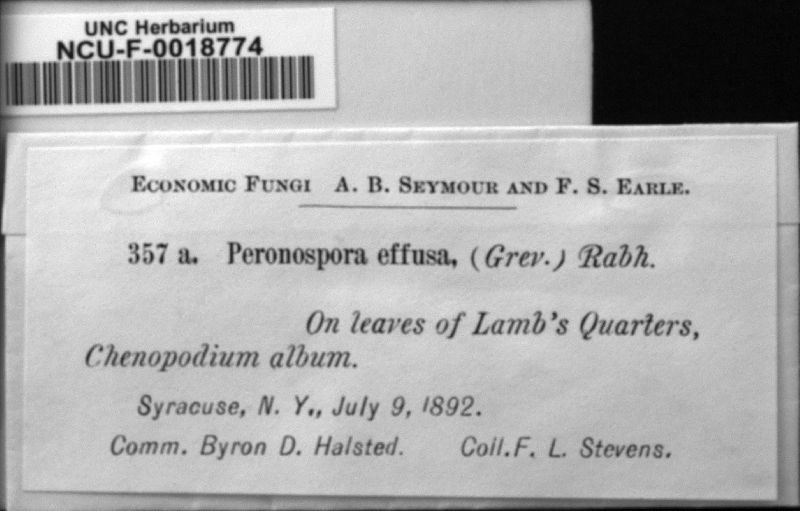 UNC Herbarium
NCU-F-0018774
Economic Fungi A. B. Seymour and F. S. Earle.
357 a. Peronospora effusa, (Grev.) Rabh.
On leaves of Lamb's Quarters,
Chenopodium album.
Syracuse, N. Y., July 9, 1892.
Comm. Byron D. Halsted. Coll. F. L. Stevens.